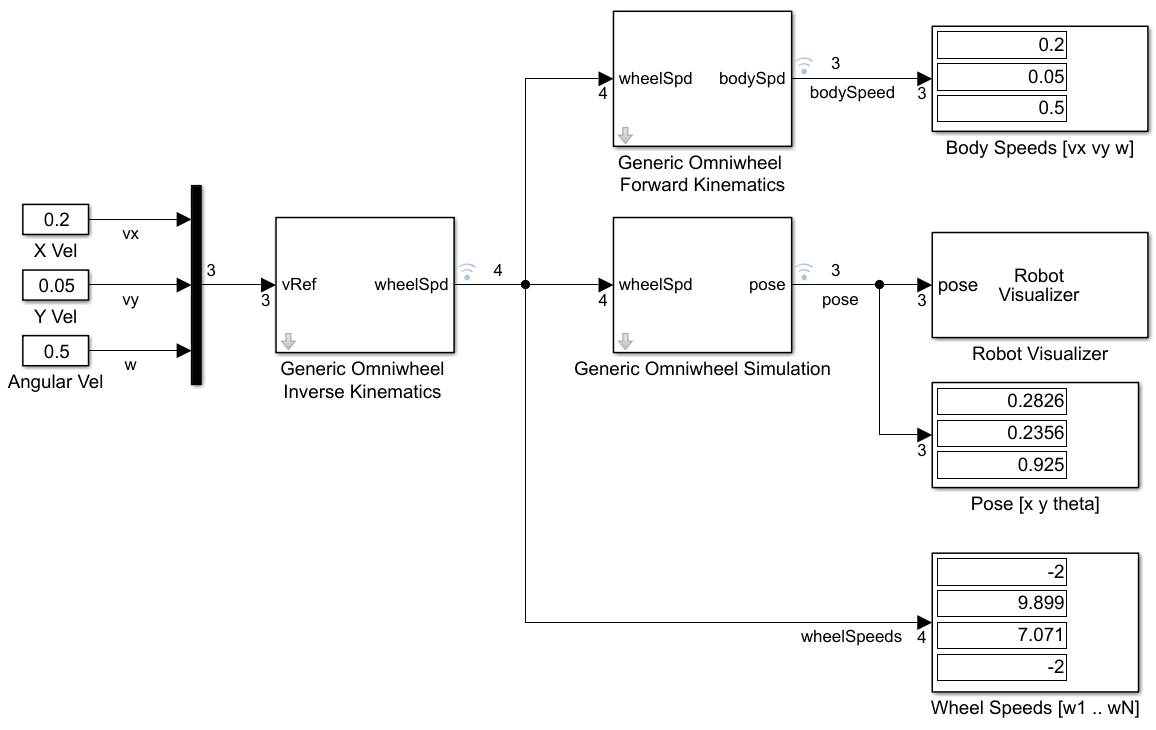 0.2
vx
X Vel
0.05
vy
Y Vel
0.5
w
Angular Vel
3
3
vRef
wheelSpd
Generic Omniwheel
Inverse Kinematics
4
4
wheelSpd
bodySpd
Generic Omniwheel
Forward Kinematics
3
bodySpeed
3
0.2
0.05
0.5
Body Speeds [vx vy w]
4
wheelSpd
pose
Generic Omniwheel Simulation
3
pose
3
pose
Robot
Visualizer
Robot Visualizer
3
0.2826
0.2356
0.925
Pose [x y theta]
wheelSpeeds
4
-2
9.899
7.071
-2
Wheel Speeds [w1 .. wN]